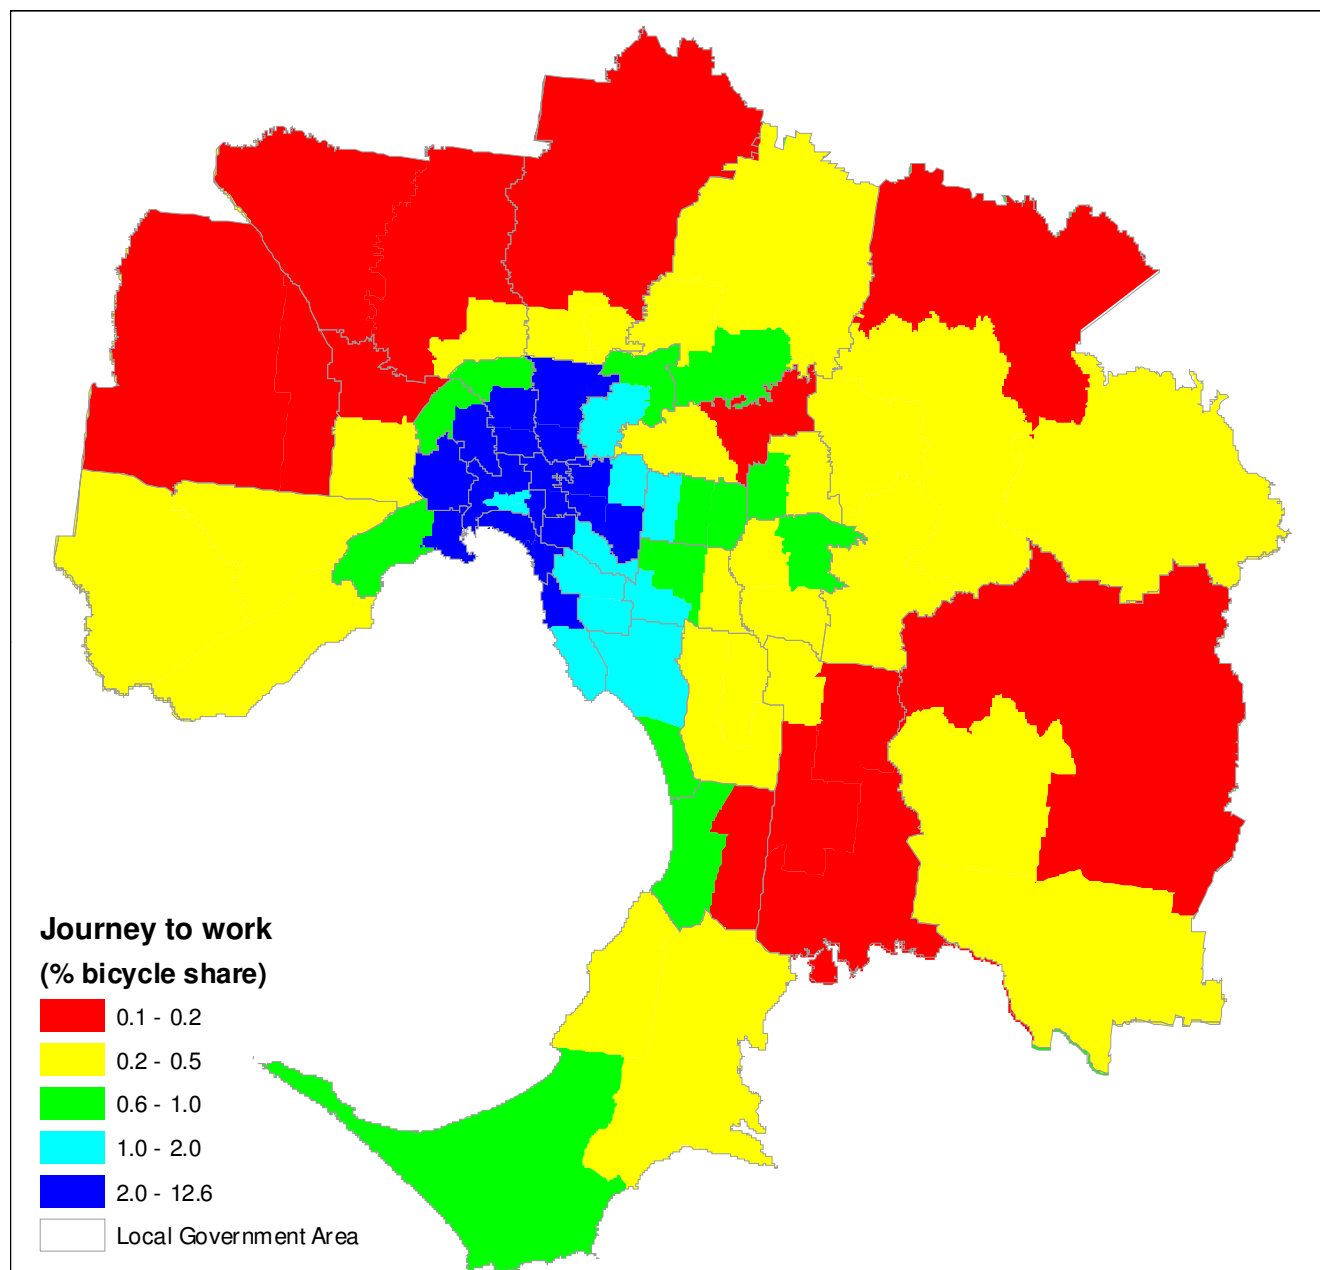 Journey to work
(% bicycle share)
0.1 - 0.2
0.2 - 0.5
0.6 - 1.0
1.0 - 2.0
2.0 - 12.6
Local Government Area